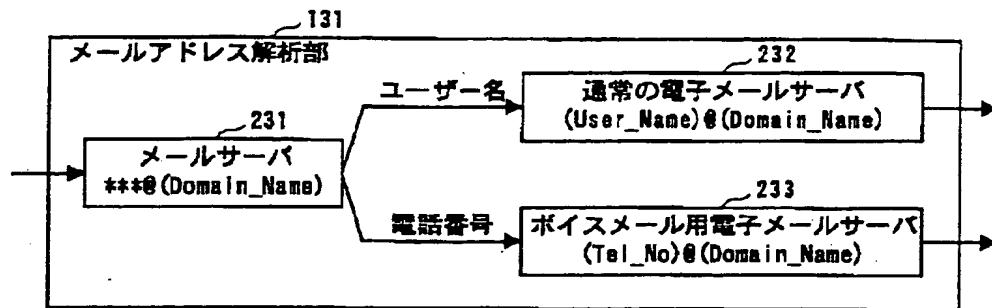 131
メールアドレス解析部
232
ユーザー名
通常の電子メールサーバ
(User_Name)@(Domain_Name)
231
メールサーバ
***@(Domain_Name)
233
電話番号
ボイスメール用電子メールサーバ
(Tel_No)@(Domain_Name)